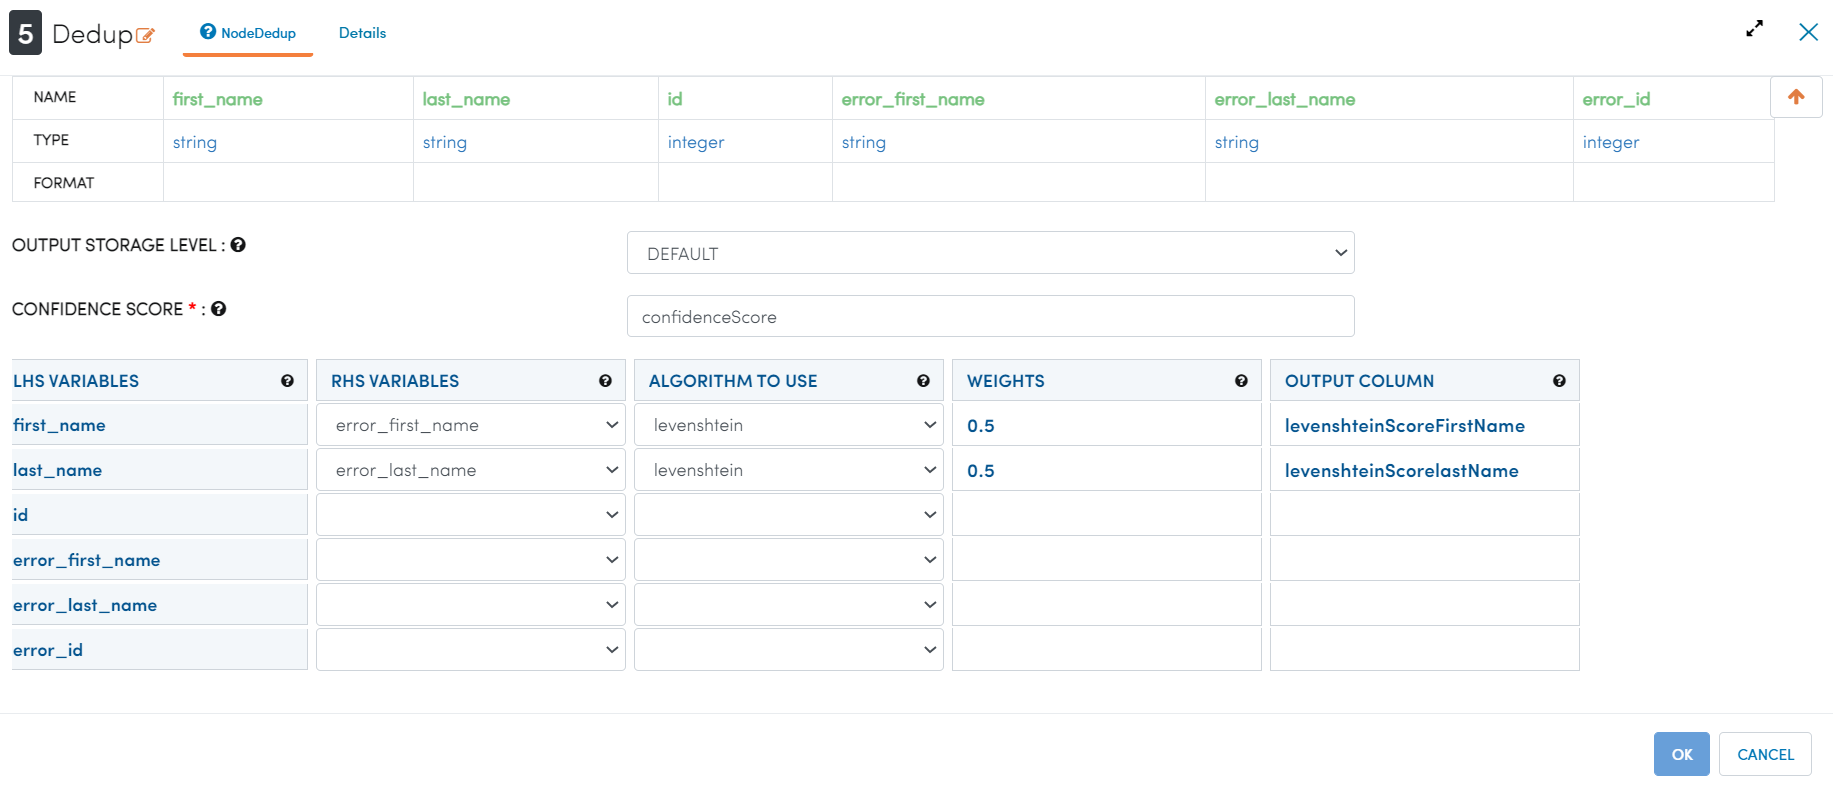 5 Dedup NodeDedup Details
NAME first_name last_name id error_first_name error_last_name error_id
TYPE string string integer string string integer
FORMAT
OUTPUT STORAGE LEVEL : DEFAULT
CONFIDENCE SCORE * : confidenceScore
LHS VARIABLES RHS VARIABLES ALGORITHM TO USE WEIGHTS OUTPUT COLUMN
first_name error_first_name levenshtein 0.5 levenshteinScoreFirstName
last_name error_last_name levenshtein 0.5 levenshteinScorelastName
id
error_first_name
error_last_name
error_id
OK CANCEL